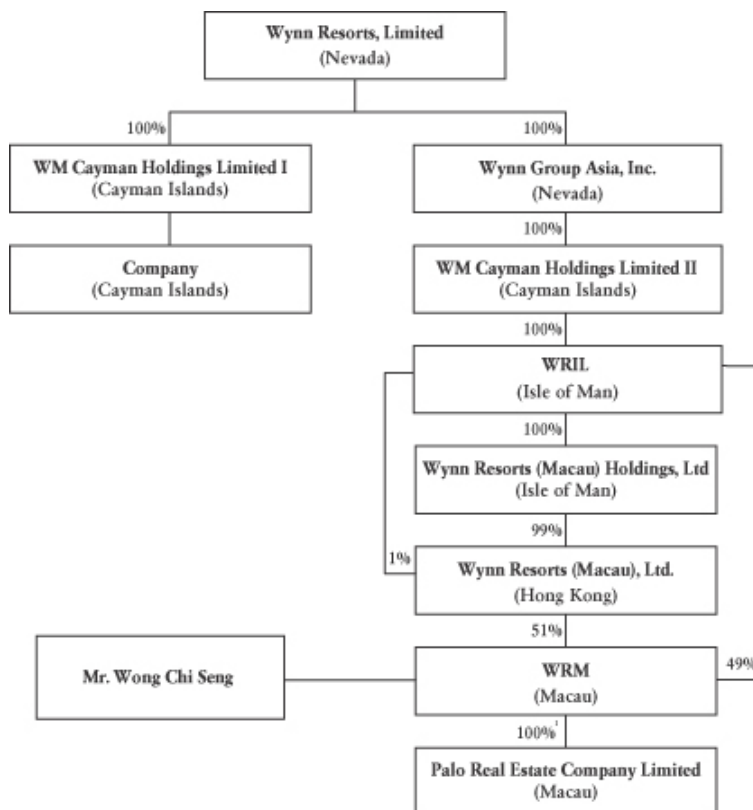 Wynn Resorts, Limited
(Nevada)
100%
100%
WM Cayman Holdings Limited I
(Cayman Islands)
Wynn Group Asia, Inc.
(Nevada)
100%
Company
(Cayman Islands)
WM Cayman Holdings Limited II
(Cayman Islands)
100%
WRIL
(Isle of Man)
100%
Wynn Resorts (Macau) Holdings, Ltd
(Isle of Man)
99%
1%
Wynn Resorts (Macau), Ltd.
(Hong Kong)
51%
Mr. Wong Chi Seng
WRM
(Macau)
49%
100%¹
Palo Real Estate Company Limited
(Macau)